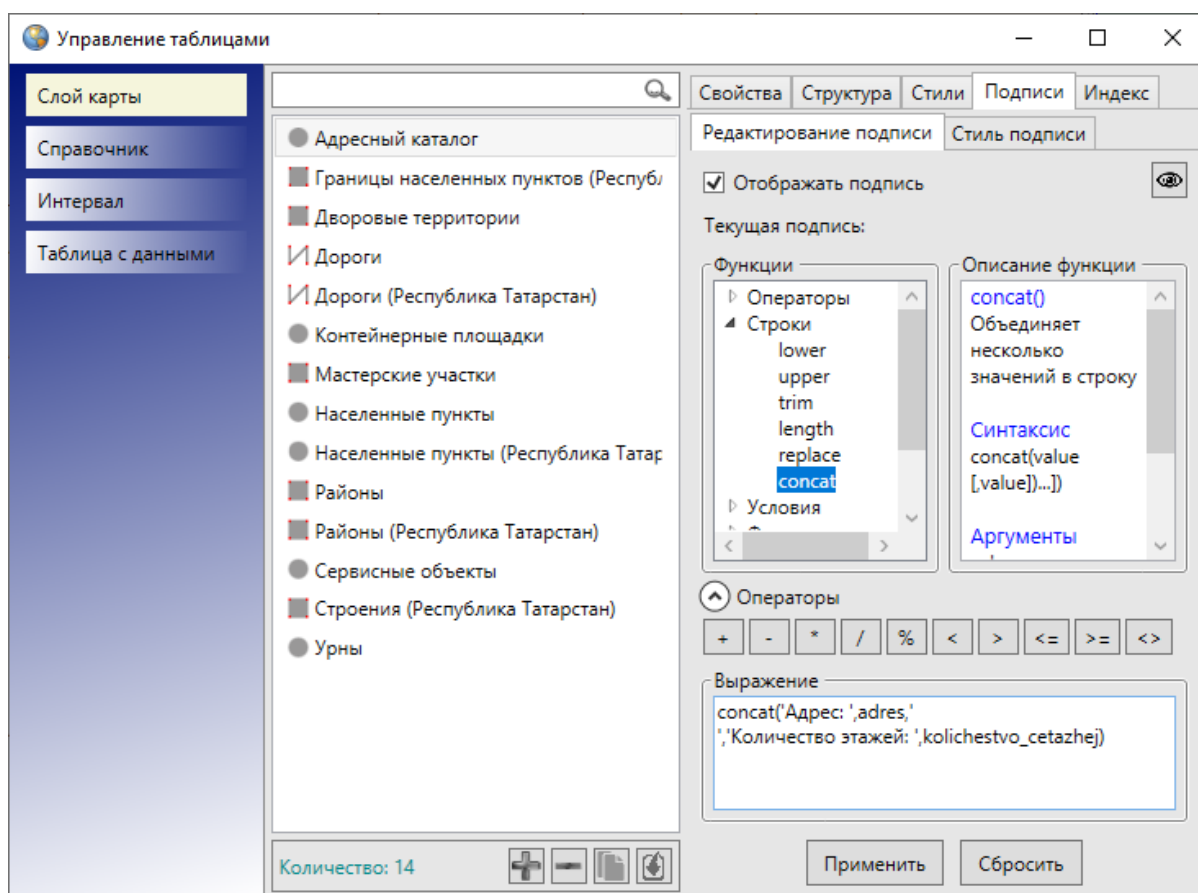 Управление таблицами
Слой карты
Справочник
Интервал
Таблица с данными
Адресный каталог
Границы населенных пунктов (Республ
Дворовые территории
Дороги
Дороги (Республика Татарстан)
Контейнерные площадки
Мастерские участки
Населенные пункты
Населенные пункты (Республика Татар
Районы
Районы (Республика Татарстан)
Сервисные объекты
Строения (Республика Татарстан)
Урны
Количество: 14
Свойства Структура Стили Подписи Индекс
Редактирование подписи Стиль подписи
Отображать подпись
Текущая подпись:
Функции
Операторы
Строки
lower
upper
trim
length
replace
concat
Условия
Описание функции
concat()
Объединяет
несколько
значений в строку
Синтаксис
concat(value
[,value])...])
Аргументы
Операторы
+ - * / % < > <= >= <>
Выражение
concat('Адрес: ',adres,'
','Количество этажей: ',kolichestvo_cetazhej)
Применить Сбросить